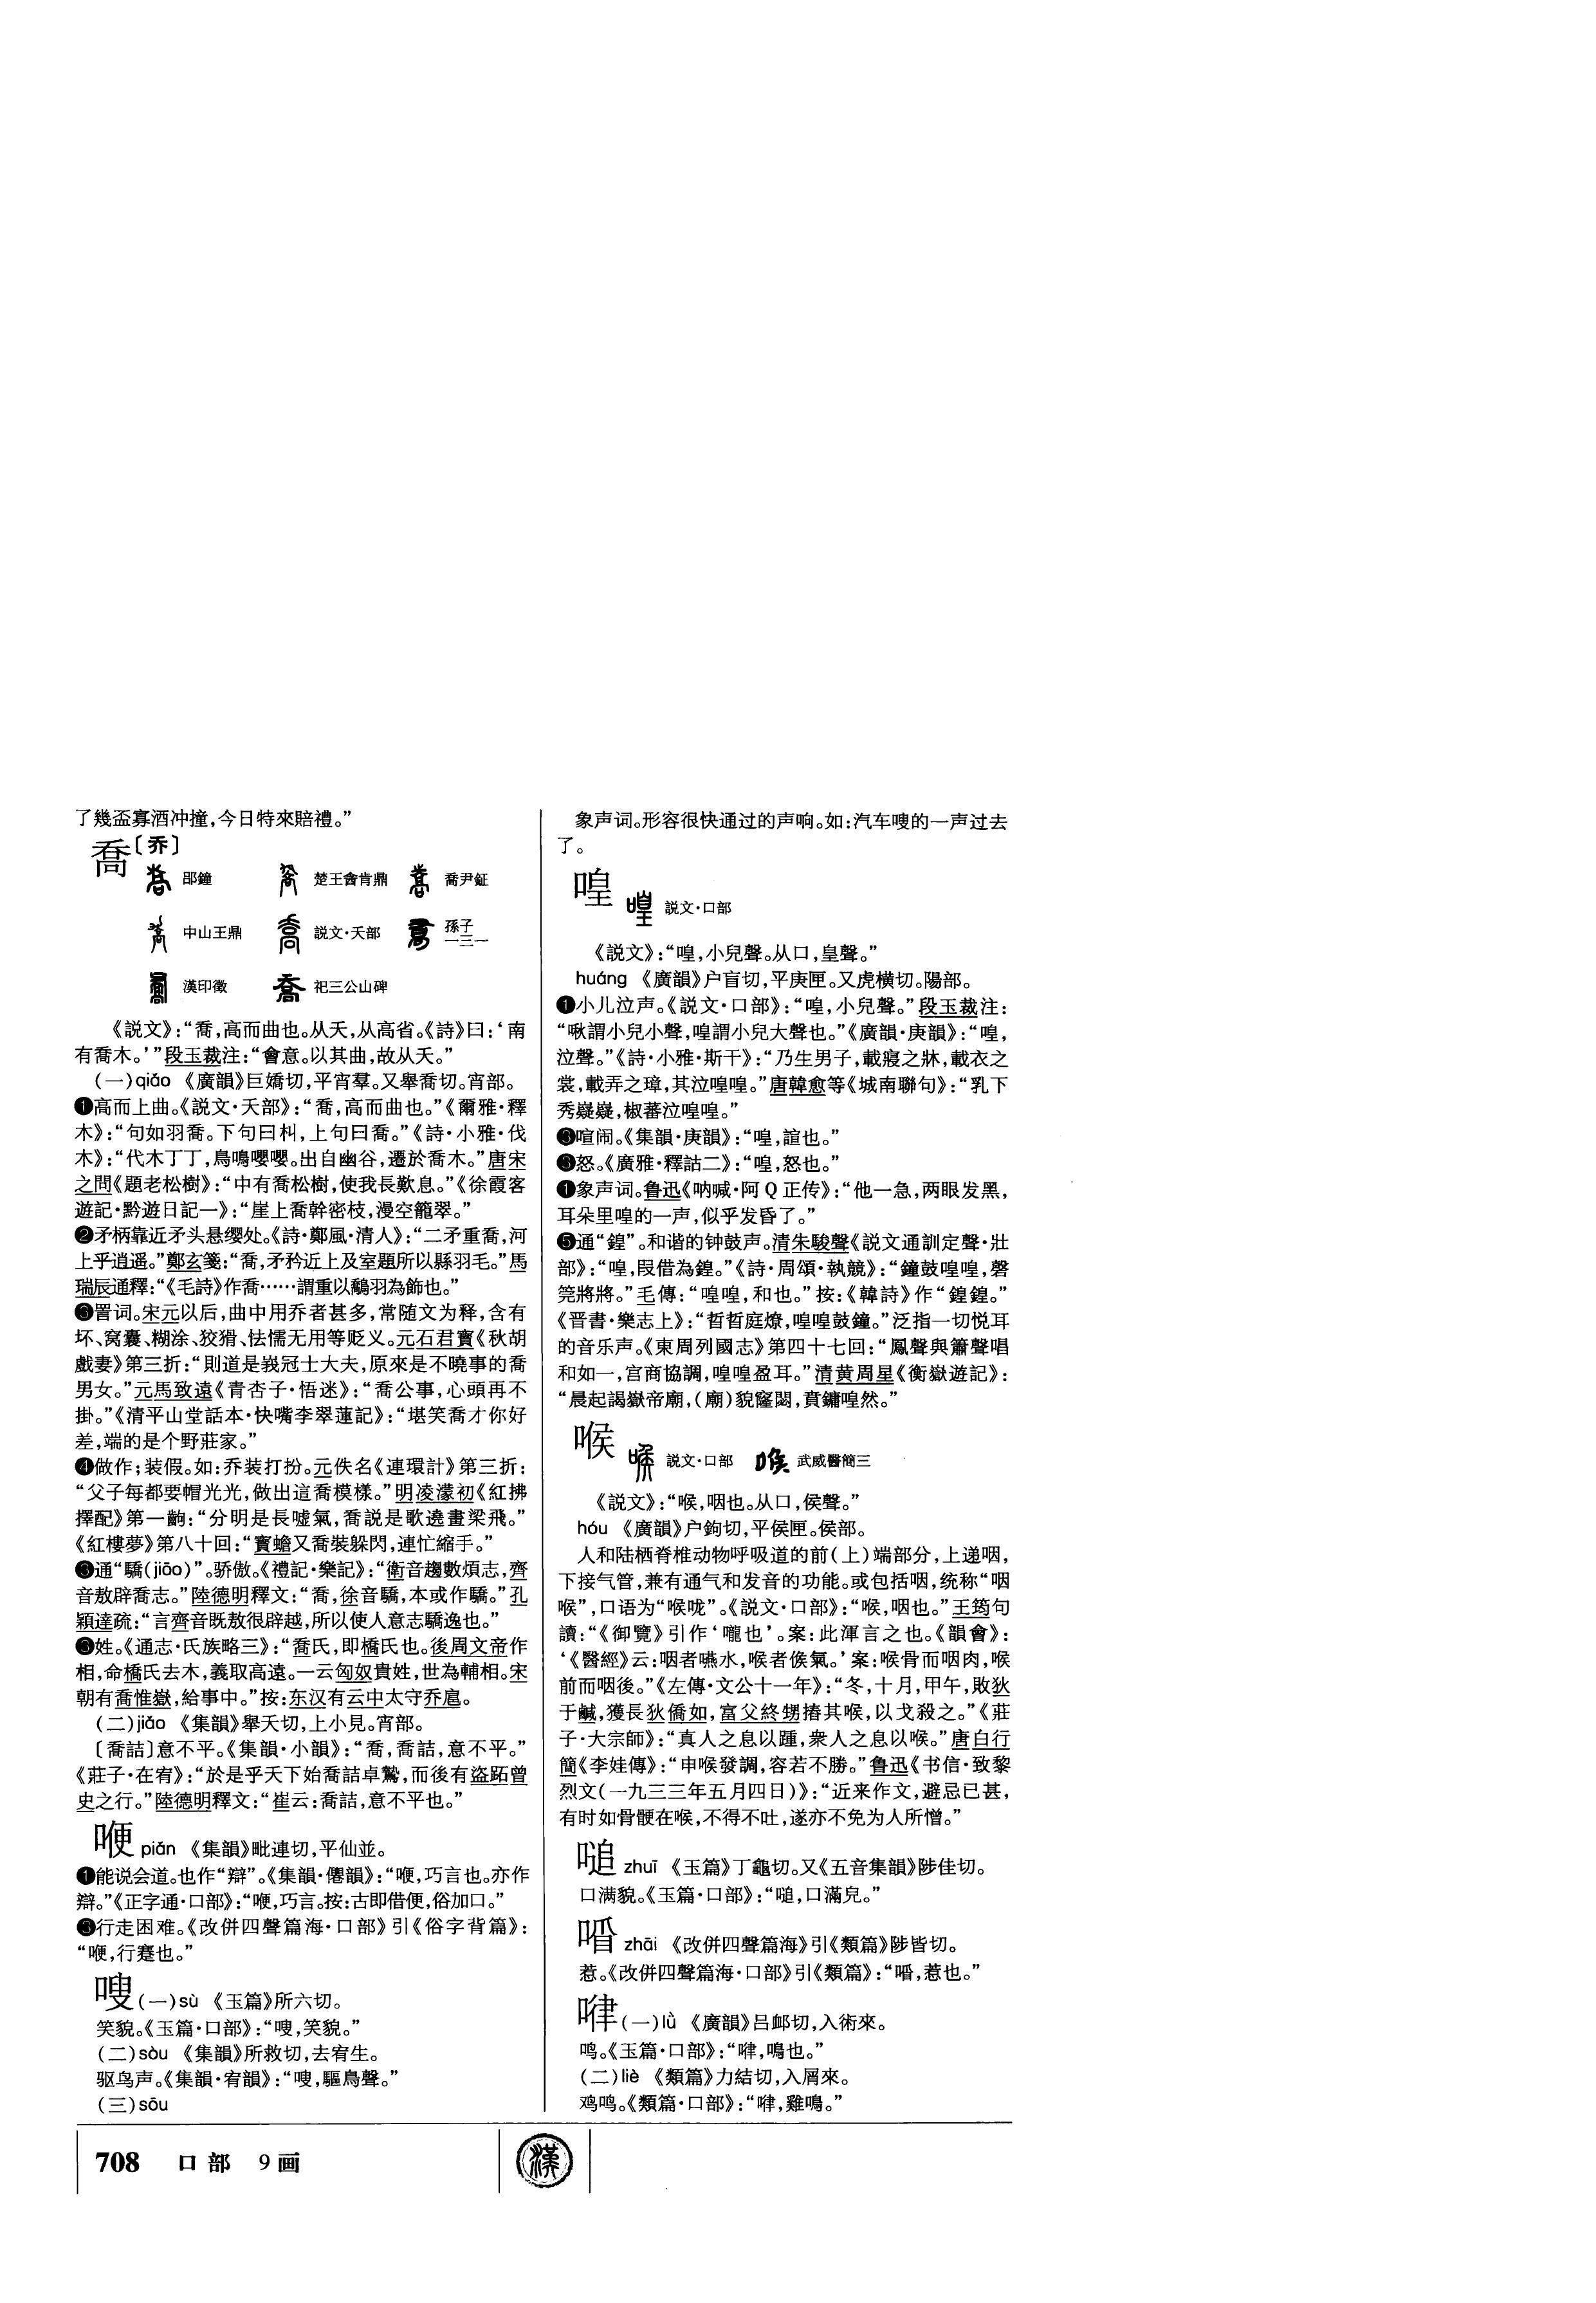 了幾盃寡酒冲撞，今日特來賠禮。”
喬〔乔〕
郘鐘 楚王酓肯鼎 喬尹鉦
中山王鼎 説文·夭部 孫子一三一
漢印徵 祀三公山碑
《説文》：“喬，高而曲也。从夭，从高省。《詩》曰：‘南
有喬木。’”段玉裁注：“會意。以其曲，故从夭。”
（一）qiáo 《廣韻》巨嬌切，平宵羣。又舉喬切。宵部。
❶高而上曲。《説文·夭部》：“喬，高而曲也。”《爾雅·釋
木》：“句如羽喬。下句曰朻，上句曰喬。”《詩·小雅·伐
木》：“伐木丁丁，鳥鳴嚶嚶。出自幽谷，遷於喬木。”唐宋
之問《題老松樹》：“中有喬松樹，使我長歎息。”《徐霞客
遊記·黔遊日記一》：“崖上喬幹密枝，漫空籠翠。”
❷矛柄靠近矛头悬缨处。《詩·鄭風·清人》：“二矛重喬，河
上乎逍遥。”鄭玄箋：“喬，矛矜近上及室題所以縣羽毛。”馬
瑞辰通釋：“《毛詩》作喬……謂重以鷮羽為飾也。”
❸詈词。宋元以后，曲中用乔者甚多，常随文为释，含有
坏、窝囊、糊涂、狡猾、怯懦无用等贬义。元石君寶《秋胡
戲妻》第三折：“則道是峩冠士大夫，原來是不曉事的喬
男女。”元馬致遠《青杏子·悟迷》：“喬公事，心頭再不
掛。”《清平山堂話本·快嘴李翠蓮記》：“堪笑喬才你好
差，端的是个野莊家。”
❹做作；装假。如：乔装打扮。元佚名《連環計》第三折：
“父子每都要帽光光，做出這喬模樣。”明凌濛初《紅拂
擇配》第一齣：“分明是長噓氣，喬説是歌遶畫梁飛。”
《紅樓夢》第八十回：“寶蟾又喬裝躲閃，連忙縮手。”
❸通“驕（jiāo）”。骄傲。《禮記·樂記》：“衛音趨數煩志，齊
音敖辟喬志。”陸德明釋文：“喬，徐音驕，本或作驕。”孔
穎達疏：“言齊音既敖很辟越，所以使人意志驕逸也。”
❸姓。《通志·氏族略三》：“喬氏，即橋氏也。後周文帝作
相，命橋氏去木，義取高遠。一云匈奴貴姓，世為輔相。宋
朝有喬惟嶽，給事中。”按：东汉有云中太守乔扈。
（二）jiǎo 《集韻》舉夭切，上小見。宵部。
〔喬詰〕意不平。《集韻·小韻》：“喬，喬詰，意不平。”
《莊子·在宥》：“於是乎天下始喬詰卓鷙，而後有盜跖曾
史之行。”陸德明釋文：“崔云：喬詰，意不平也。”
㛹pián 《集韻》毗連切，平仙並。
❶能说会道。也作“辯”。《集韻·僊韻》：“㗊，巧言也。亦作
辯。”《正字通·口部》：“，巧言。按：古即借便，俗加口。”
❸行走困难。《改併四聲篇海·口部》引《俗字背篇》：
“，行蹇也。”
嗖（一）sù 《玉篇》所六切。
笑貌。《玉篇·口部》：“嗖，笑貌。”
（二）sòu 《集韻》所救切，去宥生。
驱鸟声。《集韻·宥韻》：“嗖，驅鳥聲。”
（三）sōu
象声词。形容很快通过的声响。如：汽车嗖的一声过去
了。
喤 説文·口部
《説文》：“喤，小兒聲。从口，皇聲。”
huáng 《廣韻》户盲切，平庚匣。又虎横切。陽部。
❶小儿泣声。《説文·口部》：“喤，小兒聲。”段玉裁注：
“啾謂小兒小聲，喤謂小兒大聲也。”《廣韻·庚韻》：“喤，
泣聲。”《詩·小雅·斯干》：“乃生男子，載寢之牀，載衣之
裳，載弄之璋，其泣喤喤。”唐韓愈等《城南聯句》：“乳下
秀嶷嶷，椒蕃泣喤喤。”
❸喧闹。《集韻·庚韻》：“喤，諠也。”
❸怒。《廣雅·釋詁二》：“喤，怒也。”
❶象声词。鲁迅《呐喊·阿Q正传》：“他一急，两眼发黑，
耳朵里喤的一声，似乎发昏了。”
❺通“鍠”。和谐的钟鼓声。清朱駿聲《説文通訓定聲·壯
部》：“喤，叚借為鍠。”《詩·周頌·執競》：“鐘鼓喤喤，磬
筦將將。”毛傳：“喤喤，和也。”按：《韓詩》作“鍠鍠。”
《晋書·樂志上》：“晢晢庭燎，喤喤鼓鐘。”泛指一切悦耳
的音乐声。《東周列國志》第四十七回：“鳳聲與簫聲唱
和如一，宫商協調，喤喤盈耳。”清黄周星《衡嶽遊記》：
“晨起謁嶽帝廟，（廟）貌窿閎，賁鏞喤然。”
喉 説文·口部 武威醫簡三
《説文》：“喉，咽也。从口，侯聲。”
hóu 《廣韻》户鉤切，平侯匣。侯部。
人和陆栖脊椎动物呼吸道的前（上）端部分，上递咽，
下接气管，兼有通气和发音的功能。或包括咽，统称“咽
喉”，口语为“喉咙”。《説文·口部》：“喉，咽也。”王筠句
讀：“《御覽》引作‘嚨也’。案：此渾言之也。《韻會》：
‘《醫經》云：咽者嚥水，喉者候氣。’案：喉骨而咽肉，喉
前而咽後。”《左傳·文公十一年》：“冬，十月，甲午，敗狄
于鹹，獲長狄僑如，富父終甥摏其喉，以戈殺之。”《莊
子·大宗師》：“真人之息以踵，衆人之息以喉。”唐白行
簡《李娃傳》：“申喉發調，容若不勝。”鲁迅《书信·致黎
烈文（一九三三年五月四日）》：“近来作文，避忌已甚，
有时如骨骾在喉，不得不吐，遂亦不免为人所憎。”
zhuī 《玉篇》丁龜切。又《五音集韻》陟佳切。
口满貌。《玉篇·口部》：“，口滿皃。”
zhāi 《改併四聲篇海》引《類篇》陟皆切。
惹。《改併四聲篇海·口部》引《類篇》：“，惹也。”
㖀（一）lǜ 《廣韻》吕卹切，入術來。
鸣。《玉篇·口部》：“，鳴也。”
（二）liè 《類篇》力結切，入屑來。
鸡鸣。《類篇·口部》：“，雞鳴。”
708 口部 9画
漢